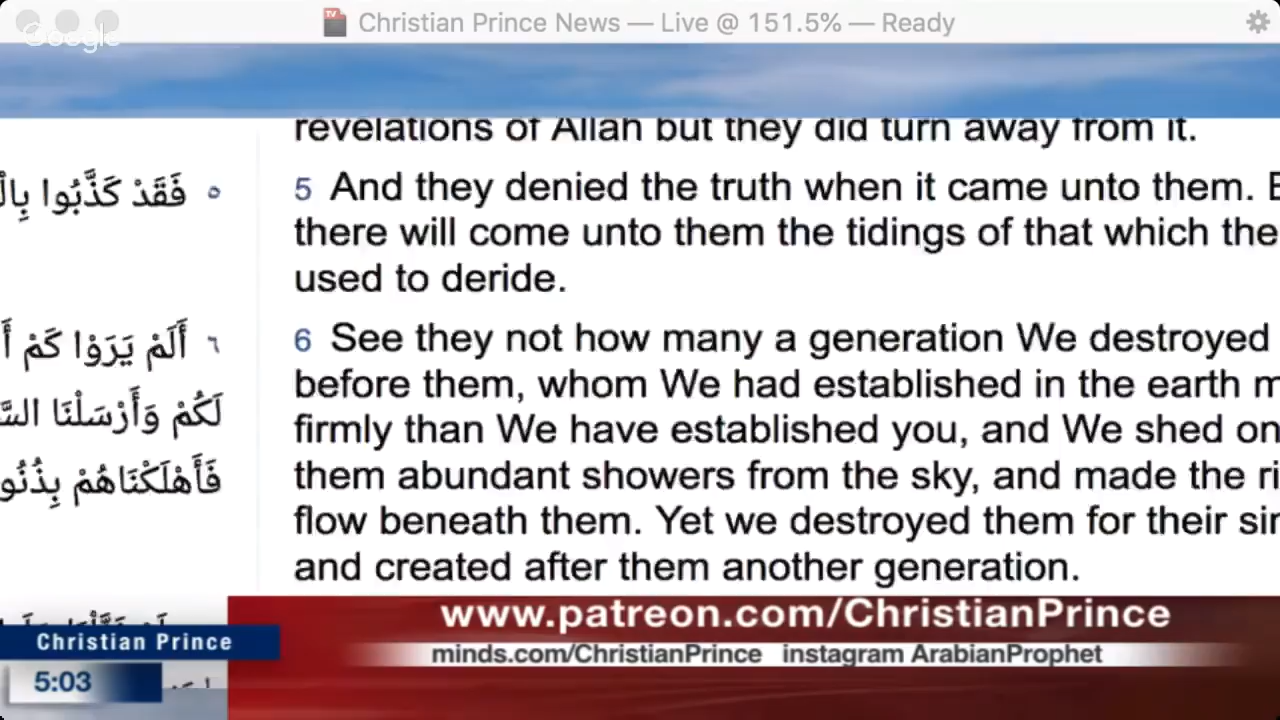 Google
Christian Prince News — Live @ 151.5% — Ready
revelations of Allah but they did turn away from it.
٥ فَقَدْ كَذَّبُوا
5 And they denied the truth when it came unto them.
there will come unto them the tidings of that which
used to deride.
٦ أَلَمْ يَرَوْا كَمْ
لَكُمْ وَأَرْسَلْنَا
فَأَهْلَكْنَاهُمْ
6 See they not how many a generation We destroyed
before them, whom We had established in the earth
firmly than We have established you, and We shed on
them abundant showers from the sky, and made the
flow beneath them. Yet we destroyed them for their
and created after them another generation.
www.patreon.com/ChristianPrince
Christian Prince
minds.com/ChristianPrince instagram ArabianProphet
5:03